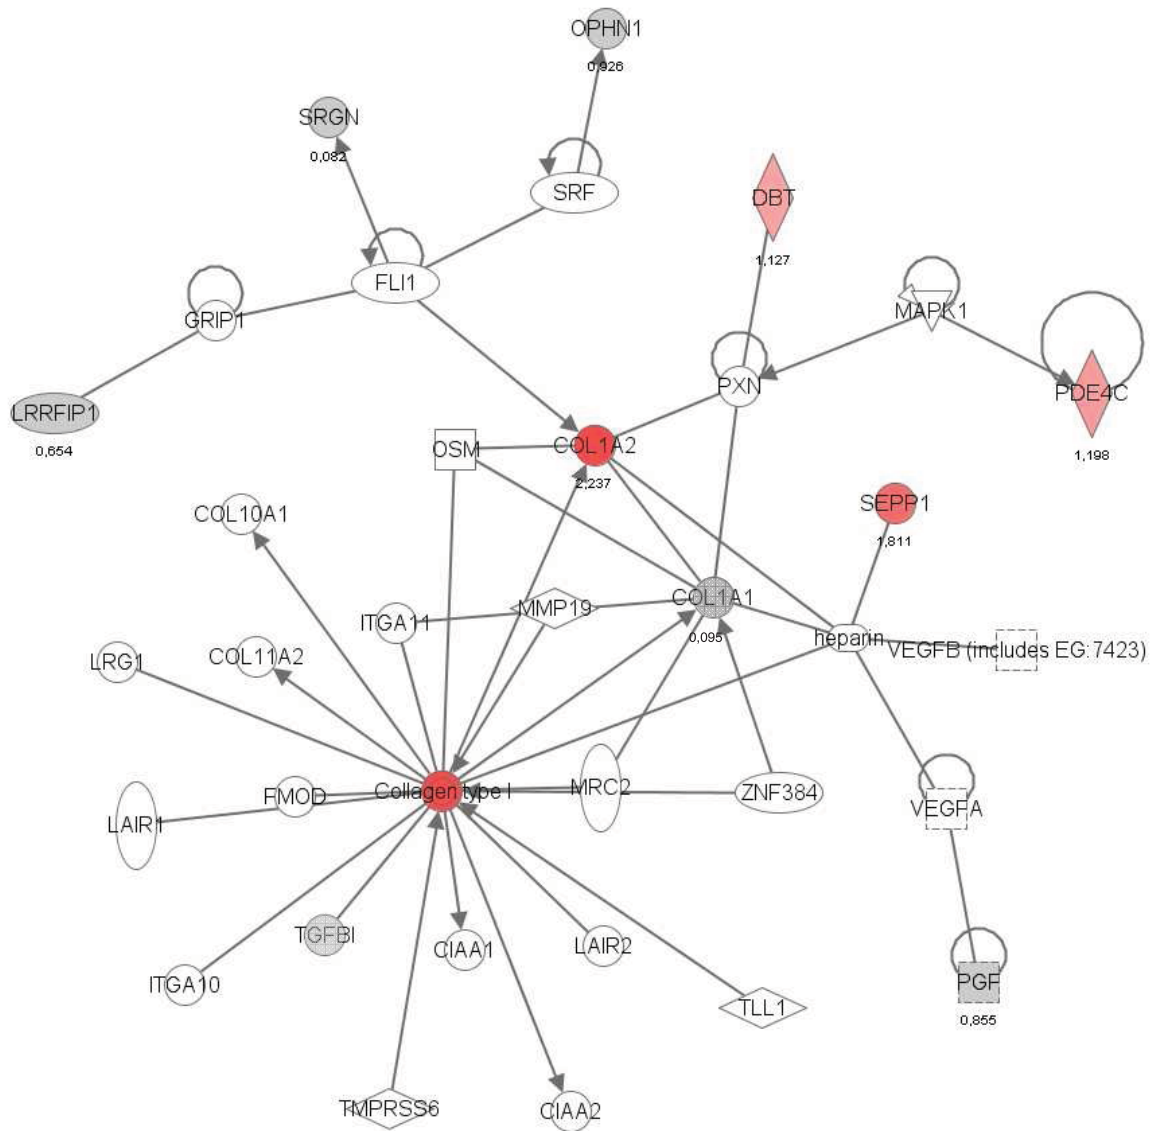 OPHN1
0,926
SRGN
0,082
SRF
DBT
1,127
FLI1
MAPK1
GRIP1
PXN
PDE4C
LRRFIP1
0,654
1,198
OSM
COL1A2
2,237
SEPP1
1,811
COL10A1
COL1A1
0,095
MMP19
ITGA11
heparin
VEGFB (includes EG:7423)
LRG1
COL11A2
Collagen type I
MRC2
ZNF384
FMOD
VEGFA
LAIR1
TGFBI
CIAA1
LAIR2
ITGA10
PGF
0,855
TLL1
TMPRSS6
CIAA2